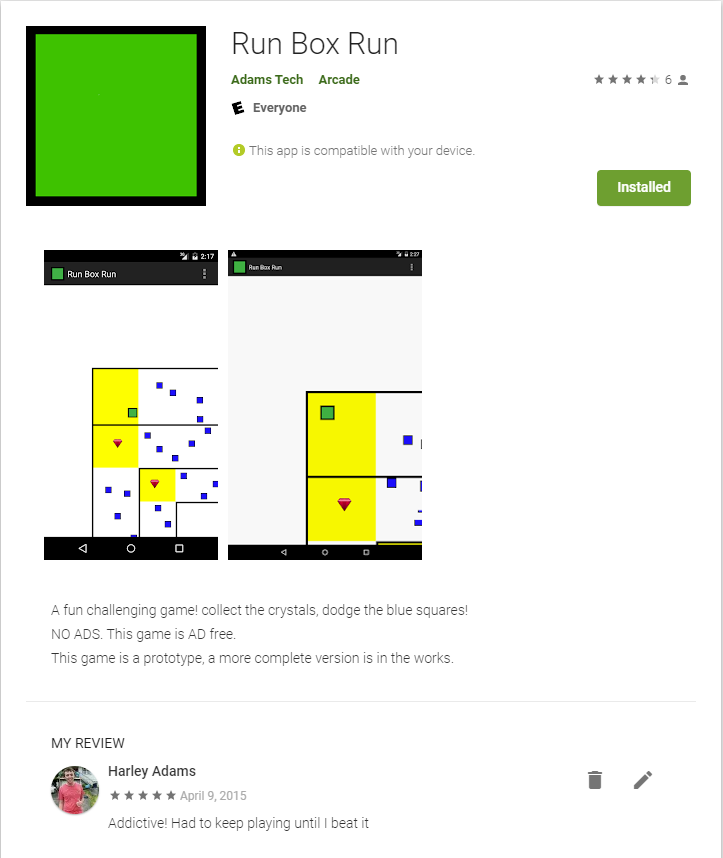 Run Box Run
Adams Tech Arcade
6
E Everyone
This app is compatible with your device.
Installed
2:17
Run Box Run
2:27
Run Box Run
A fun challenging game! collect the crystals, dodge the blue squares!
NO ADS. This game is AD free.
This game is a prototype, a more complete version is in the works.
MY REVIEW
Harley Adams
April 9, 2015
Addictive! Had to keep playing until I beat it